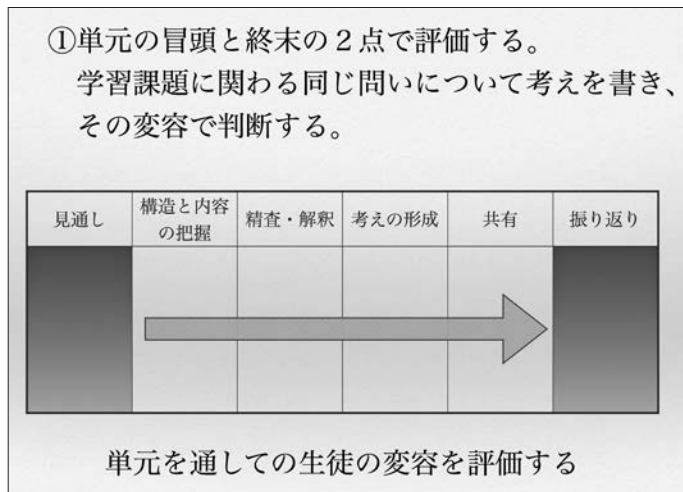 ①単元の冒頭と終末の２点で評価する。
学習課題に関わる同じ問いについて考えを書き、
その変容で判断する。
見通し
構造と内容
の把握
精査・解釈
考えの形成
共有
振り返り
単元を通しての生徒の変容を評価する